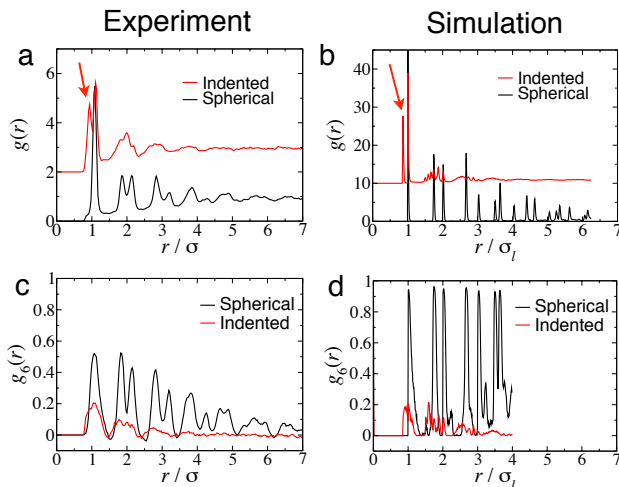 Experiment
Simulation
a
g(r)
6
4
2
0
Indented
Spherical
0 1 2 3 4 5 6 7
r / σ
b
g(r)
40
30
20
10
0
Indented
Spherical
0 1 2 3 4 5 6 7
r / σl
c
g6(r)
1
0.8
0.6
0.4
0.2
0
Spherical
Indented
0 1 2 3 4 5 6 7
r / σ
d
g6(r)
1
0.8
0.6
0.4
0.2
0
Spherical
Indented
0 1 2 3 4 5 6 7
r / σl